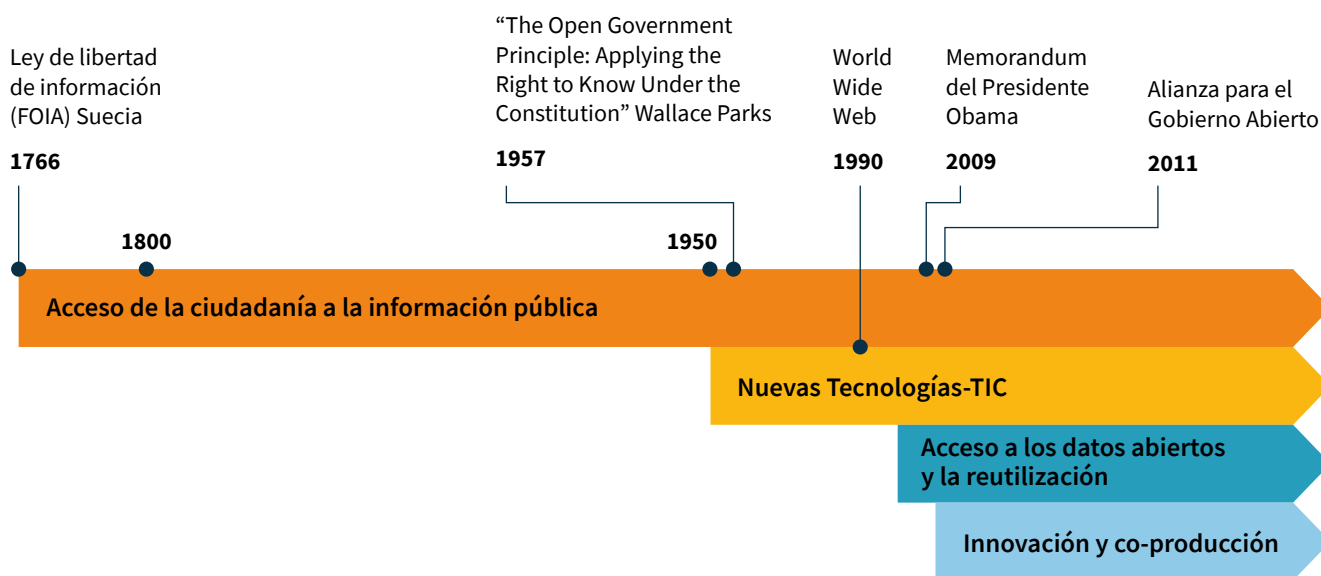 Ley de libertad
de información
(FOIA) Suecia
1766
“The Open Government
Principle: Applying the
Right to Know Under the
Constitution” Wallace Parks
1957
World
Wide
Web
1990
Memorandum
del Presidente
Obama
2009
Alianza para el
Gobierno Abierto
2011
1800
1950
Acceso de la ciudadanía a la información pública
Nuevas Tecnologías-TIC
Acceso a los datos abiertos
y la reutilización
Innovación y co-producción